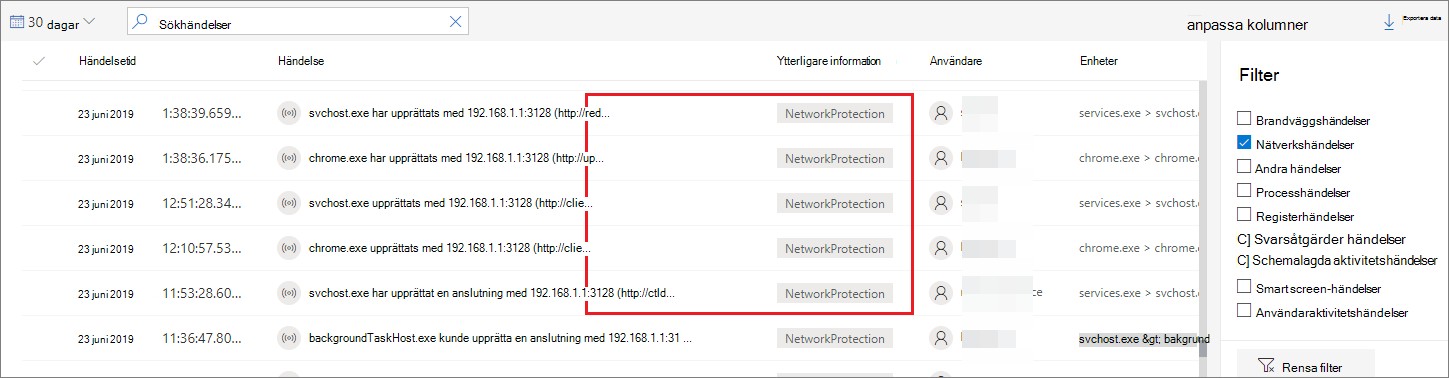 30 dagar Sökhändelser anpassa kolumner Exportera data
Händelsetid Händelse Ytterligare information Användare Enheter
23 juni 2019 1:38:39.659... svchost.exe har upprättats med 192.168.1.1:3128 (http://red... NetworkProtection services.exe > svchost.e
23 juni 2019 1:38:36.175... chrome.exe har upprättats med 192.168.1.1:3128 (http://up... NetworkProtection chrome.exe > chrome.e
23 juni 2019 12:51:28.34... svchost.exe upprättats med 192.168.1.1:3128 (http://clie... NetworkProtection services.exe > svchost.e
23 juni 2019 12:10:57.53... chrome.exe upprättats med 192.168.1.1:3128 (http://clie... NetworkProtection chrome.exe > chrome.e
23 juni 2019 11:53:28.60... svchost.exe har upprättat en anslutning med 192.168.1.1:3128 (http://ctld... NetworkProtection services.exe > svchost.e
23 juni 2019 11:36:47.80... backgroundTaskHost.exe kunde upprätta en anslutning med 192.168.1.1:31 ... NetworkProtection svchost.exe &gt; bakgrund
Filter
Brandväggshändelser
Nätverkshändelser
Andra händelser
Processhändelser
Registerhändelser
C] Svarsåtgärder händelser
C] Schemalagda aktivitetshändelser
Smartscreen-händelser
Användaraktivitetshändelser
Rensa filter